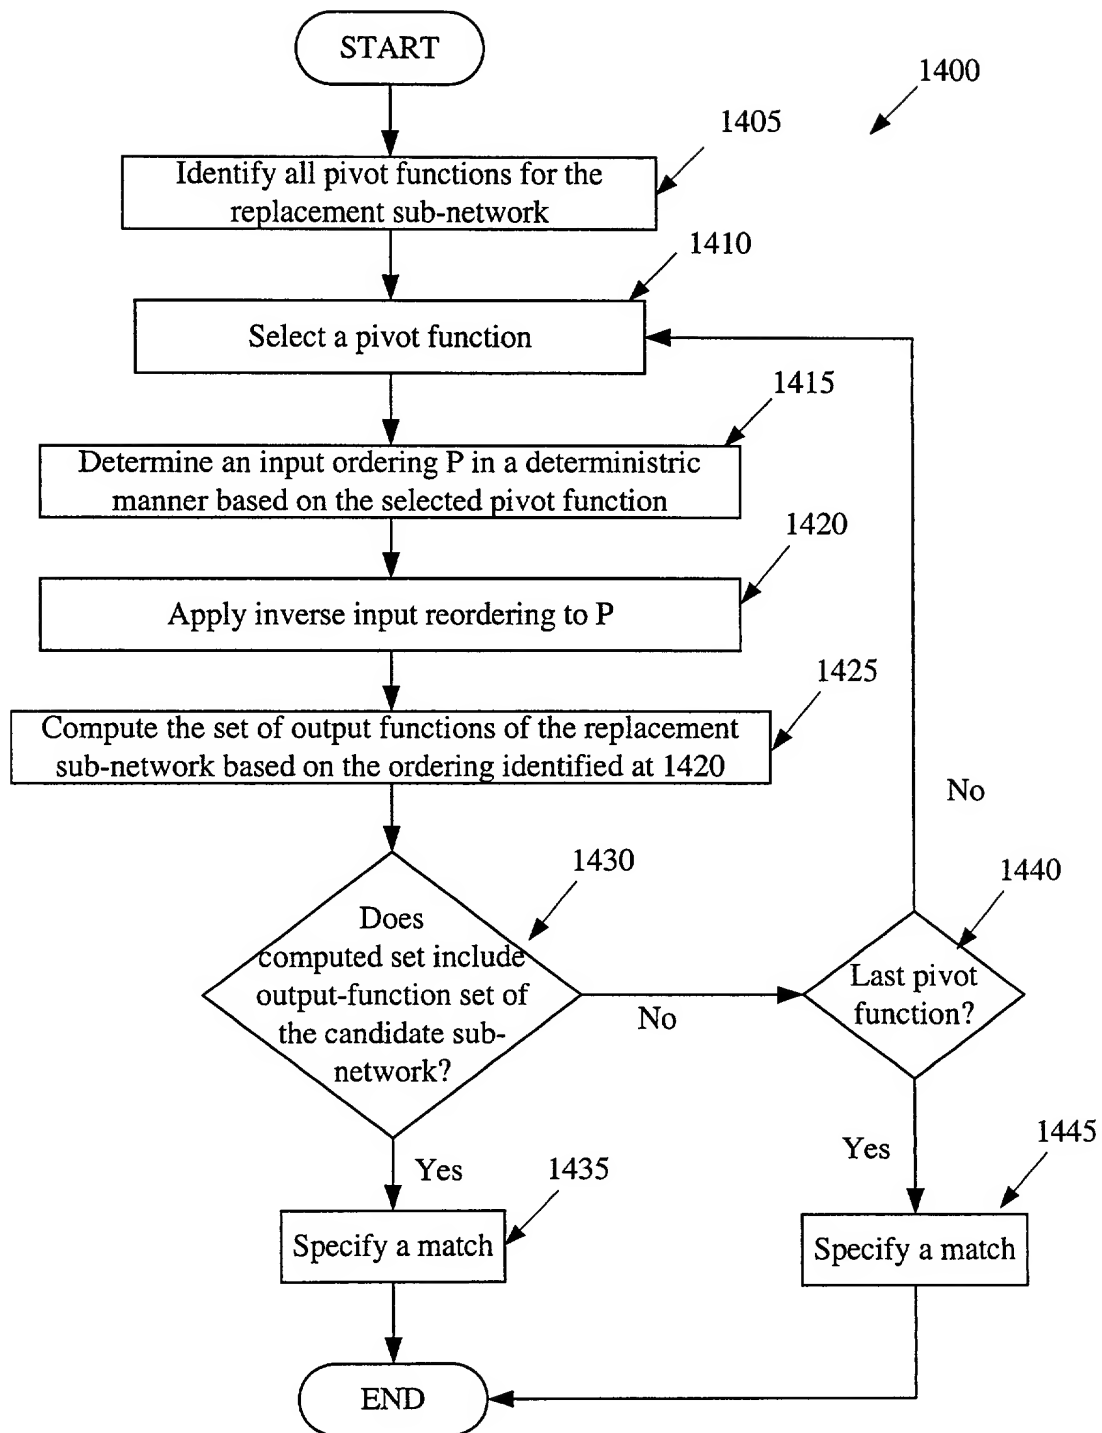 START
1400
1405
Identify all pivot functions for the
replacement sub-network
1410
Select a pivot function
1415
Determine an input ordering P in a deterministric
manner based on the selected pivot function
1420
Apply inverse input reordering to P
1425
Compute the set of output functions of the replacement
sub-network based on the ordering identified at 1420
No
1430
Does
computed set include
output-function set of
the candidate sub-
network?
No
1440
Last pivot
function?
Yes
1435
Specify a match
Yes
1445
Specify a match
END